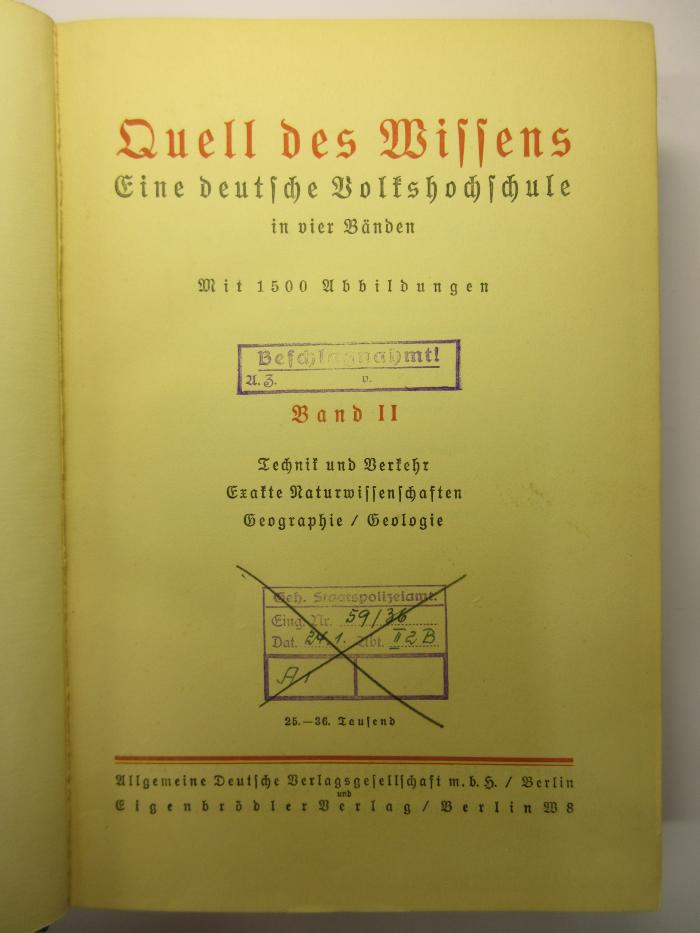 Quell des Wissens
Eine deutsche Volkshochschule
in vier Bänden
Mit 1500 Abbildungen
Beschlagnahmt!
A. Z. v.
Band II
Technik und Verkehr
Exakte Naturwissenschaften
Geographie / Geologie
Geh. Staatspolizeiamt.
Eing. Nr. 59/36
Dat. 24.1. Abt. II 2 B
A1
25.—36. Tausend
Allgemeine Deutsche Verlagsgesellschaft m. b. H. / Berlin
und
Eigenbrödler Verlag / Berlin W 8